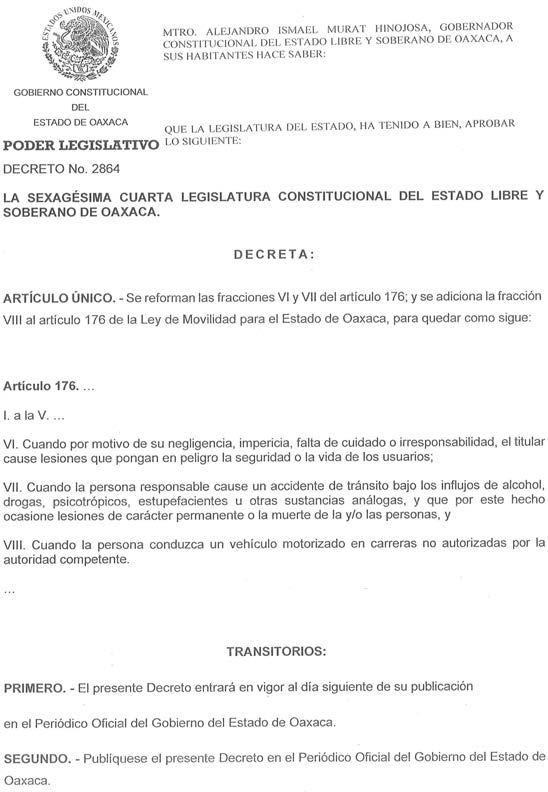 ESTADOS UNIDOS MEXICANOS
MTRO. ALEJANDRO ISMAEL MURAT HINOJOSA, GOBERNADOR
CONSTITUCIONAL DEL ESTADO LIBRE Y SOBERANO DE OAXACA, A
SUS HABITANTES HACE SABER:
GOBIERNO CONSTITUCIONAL
DEL
ESTADO DE OAXACA
PODER LEGISLATIVO
QUE LA LEGISLATURA DEL ESTADO, HA TENIDO A BIEN, APROBAR
LO SIGUIENTE:
DECRETO No. 2864
LA SEXAGÉSIMA CUARTA LEGISLATURA CONSTITUCIONAL DEL ESTADO LIBRE Y
SOBERANO DE OAXACA.
DECRETA:
ARTÍCULO ÚNICO. - Se reforman las fracciones VI y VII del artículo 176; y se adiciona la fracción
VIII al artículo 176 de la Ley de Movilidad para el Estado de Oaxaca, para quedar como sigue:
Artículo 176. ...
I. a la V. ...
VI. Cuando por motivo de su negligencia, impericia, falta de cuidado o irresponsabilidad, el titular
cause lesiones que pongan en peligro la seguridad o la vida de los usuarios;
VII. Cuando la persona responsable cause un accidente de tránsito bajo los influjos de alcohol,
drogas, psicotrópicos, estupefacientes u otras sustancias análogas, y que por este hecho
ocasione lesiones de carácter permanente o la muerte de la y/o las personas, y
VIII. Cuando la persona conduzca un vehículo motorizado en carreras no autorizadas por la
autoridad competente.
...
TRANSITORIOS:
PRIMERO. - El presente Decreto entrará en vigor al día siguiente de su publicación
en el Periódico Oficial del Gobierno del Estado de Oaxaca.
SEGUNDO. - Publíquese el presente Decreto en el Periódico Oficial del Gobierno del Estado de
Oaxaca.